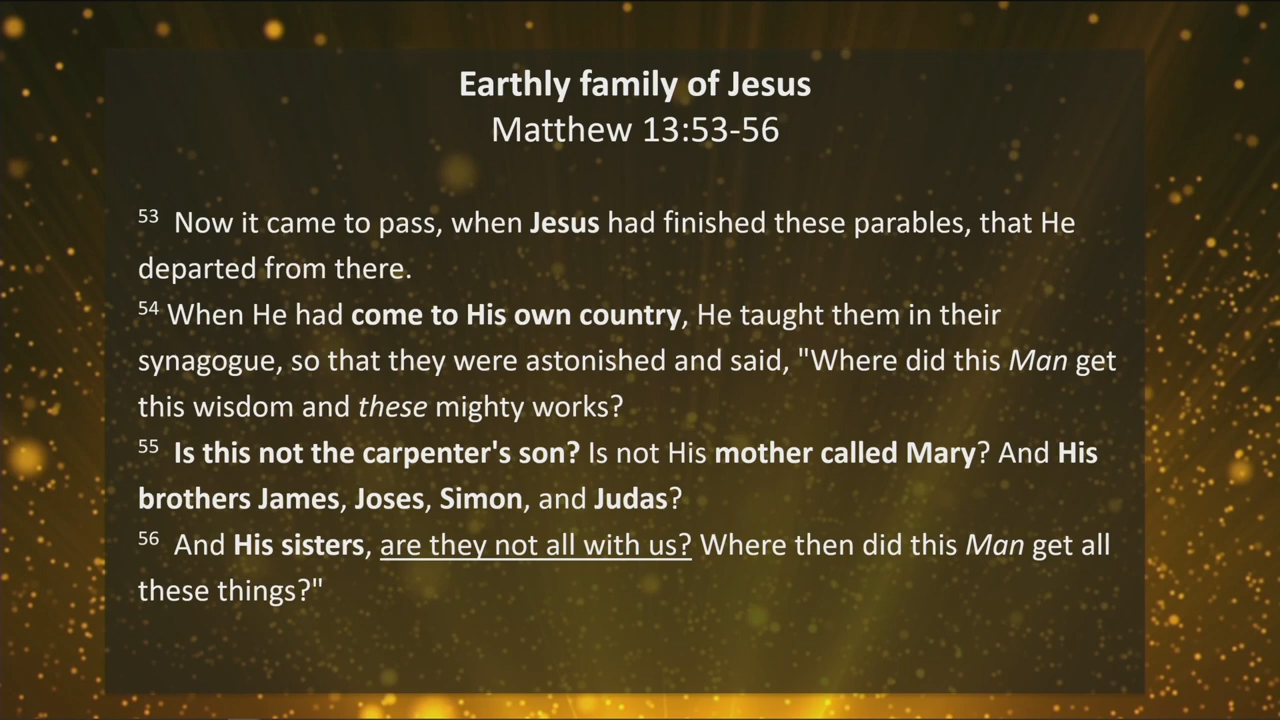 Earthly family of Jesus
Matthew 13:53-56
53 Now it came to pass, when Jesus had finished these parables, that He
departed from there.
54 When He had come to His own country, He taught them in their
synagogue, so that they were astonished and said, "Where did this Man get
this wisdom and these mighty works?
55 Is this not the carpenter's son? Is not His mother called Mary? And His
brothers James, Joses, Simon, and Judas?
56 And His sisters, are they not all with us? Where then did this Man get all
these things?"